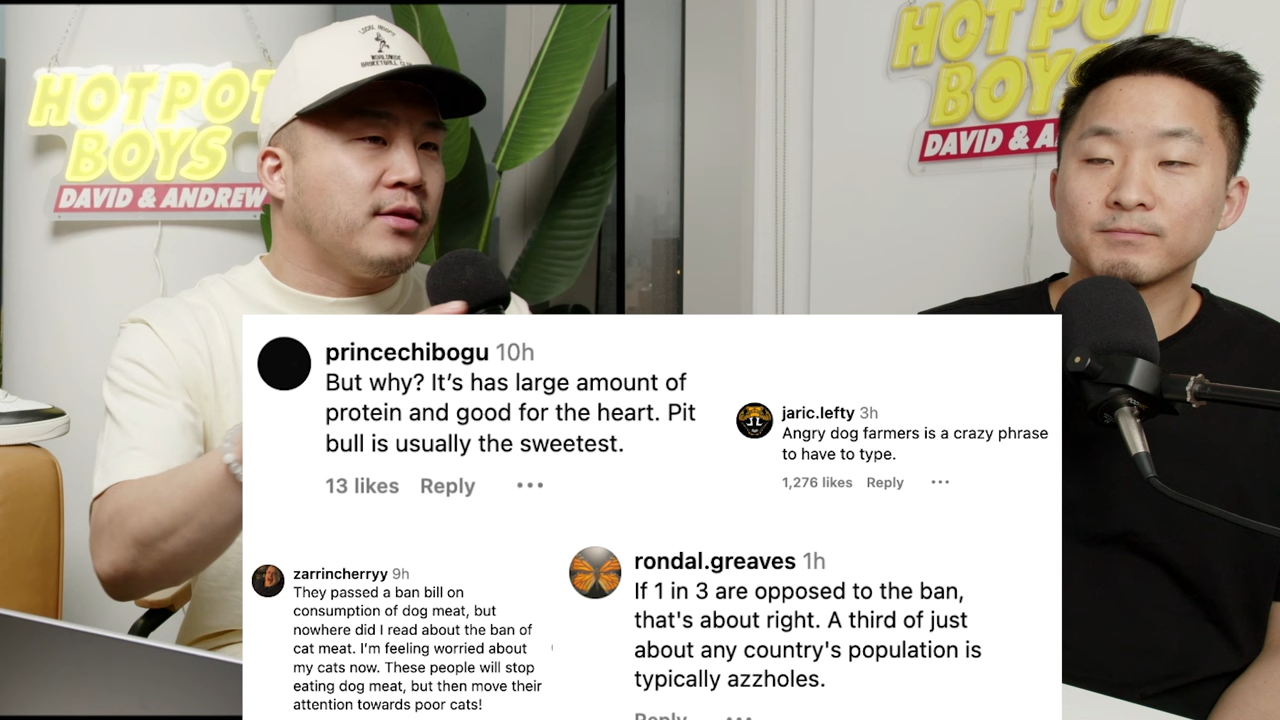 HOT POT
BOYS
DAVID & ANDREW
LOCAL HOOPS
WORLDWIDE
BASKETBALL CLUB
HOT POT
BOYS
DAVID & A
princechibogu 10h
But why? It’s has large amount of
protein and good for the heart. Pit
bull is usually the sweetest.
13 likes Reply •••
jaric.lefty 3h
Angry dog farmers is a crazy phrase
to have to type.
1,276 likes Reply •••
zarrincherryy 9h
They passed a ban bill on
consumption of dog meat, but
nowhere did I read about the ban of
cat meat. I’m feeling worried about
my cats now. These people will stop
eating dog meat, but then move their
attention towards poor cats!
rondal.greaves 1h
If 1 in 3 are opposed to the ban,
that's about right. A third of just
about any country's population is
typically azzholes.
Reply •••